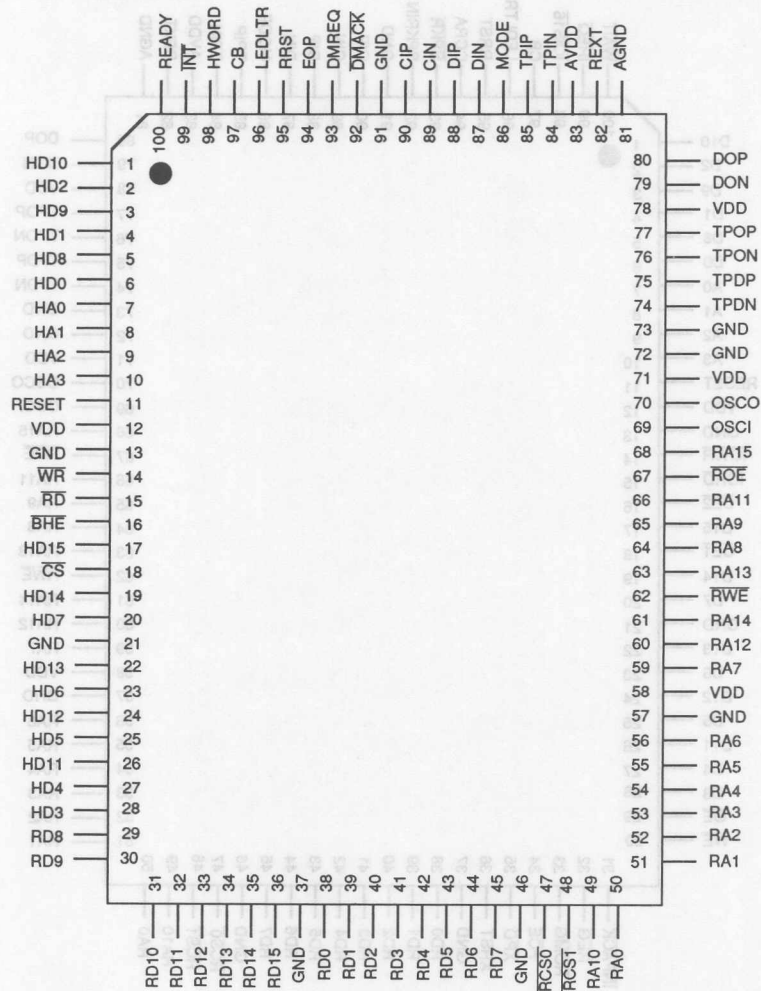 READY INT HWORD CB LEDLTR RRST EOP DMREQ DMACK GND CIP CIN DIP DIN MODE TPIP TPIN AVDD REXT AGND
100 99 98 97 96 95 94 93 92 91 90 89 88 87 86 85 84 83 82 81
HD10 1 80 DOP
HD2 2 79 DON
HD9 3 78 VDD
HD1 4 77 TPOP
HD8 5 76 TPON
HD0 6 75 TPDP
HA0 7 74 TPDN
HA1 8 73 GND
HA2 9 72 GND
HA3 10 71 VDD
RESET 11 70 OSCO
VDD 12 69 OSCI
GND 13 68 RA15
WR 14 67 ROE
RD 15 66 RA11
BHE 16 65 RA9
HD15 17 64 RA8
CS 18 63 RA13
HD14 19 62 RWE
HD7 20 61 RA14
GND 21 60 RA12
HD13 22 59 RA7
HD6 23 58 VDD
HD12 24 57 GND
HD5 25 56 RA6
HD11 26 55 RA5
HD4 27 54 RA4
HD3 28 53 RA3
RD8 29 52 RA2
RD9 30 51 RA1
31 32 33 34 35 36 37 38 39 40 41 42 46 44 45 46 47 48 49 50
RD10 RD11 RD12 RD13 RD14 RD15 GND RD0 RD1 RD2 RD3 RD4 RD5 RD6 RD7 GND RCS0 RCS1 RA10 RA0